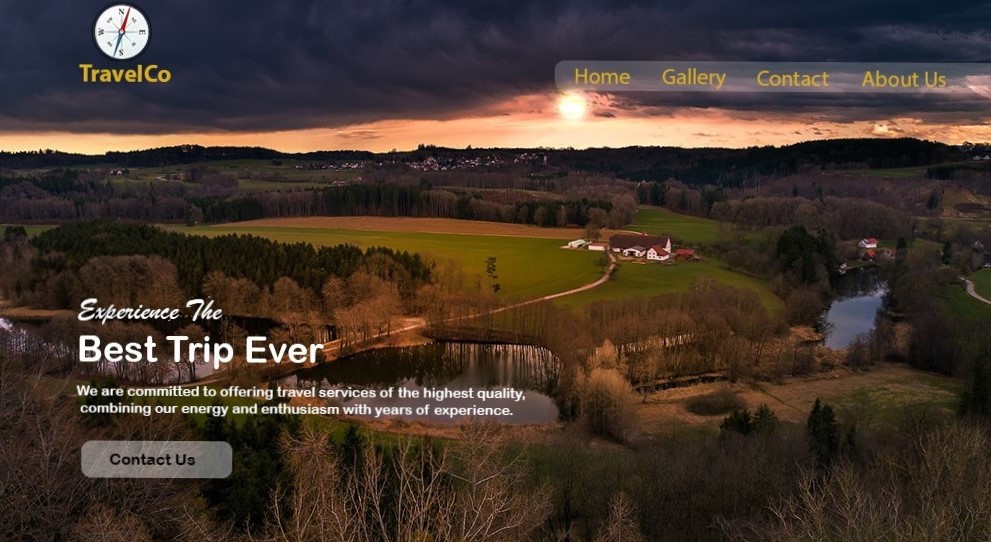 N
W E
S
TravelCo
Home Gallery Contact About Us
Experience The
Best Trip Ever
We are committed to offering travel services of the highest quality,
combining our energy and enthusiasm with years of experience.
Contact Us